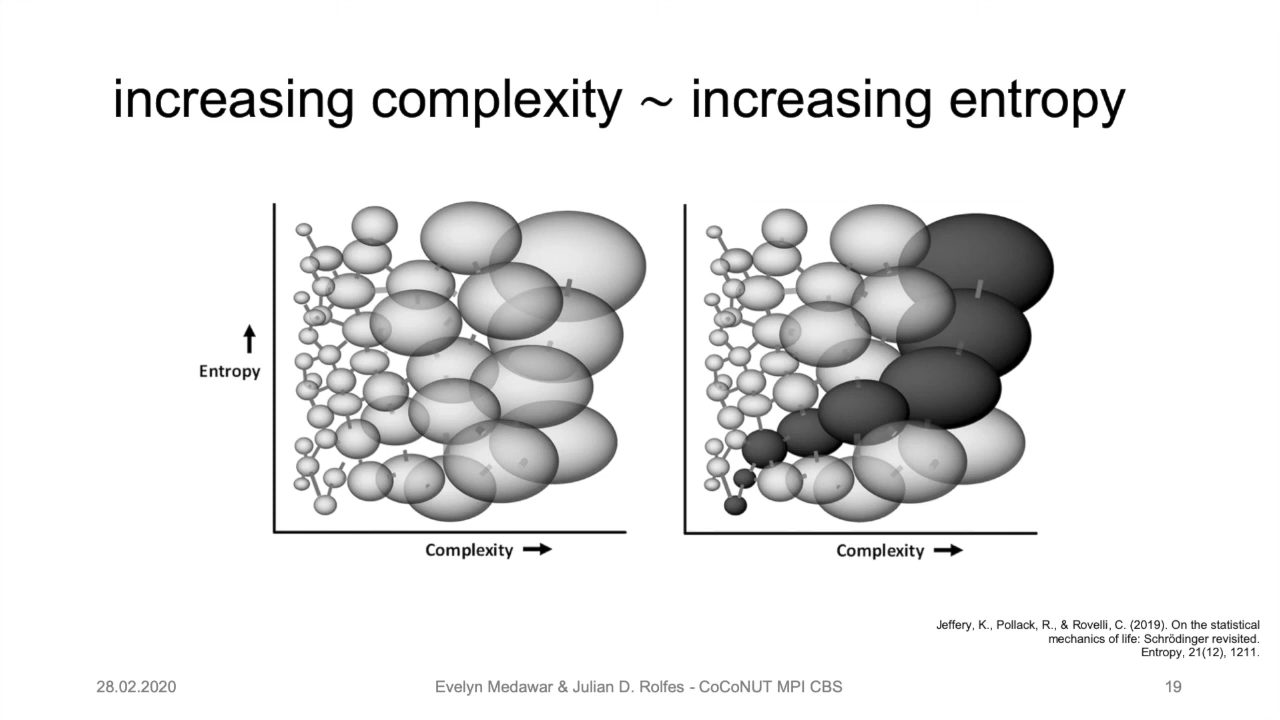 increasing complexity ~ increasing entropy
Entropy
Complexity
Complexity
Jeffery, K., Pollack, R., & Rovelli, C. (2019). On the statistical
mechanics of life: Schrödinger revisited.
Entropy, 21(12), 1211.
28.02.2020
Evelyn Medawar & Julian D. Rolfes - CoCoNUT MPI CBS
19